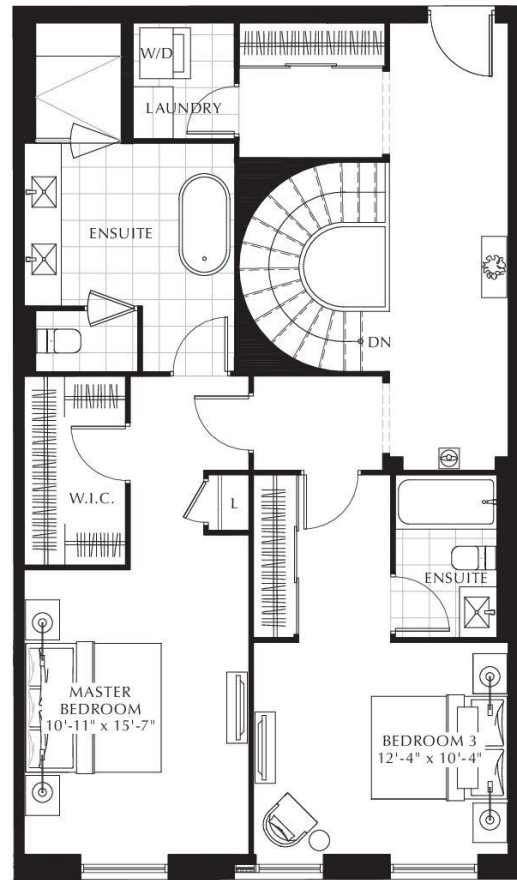 W/D
LAUNDRY
ENSUITE
DN
W.I.C.
L
ENSUITE
MASTER
BEDROOM
10'-11" x 15'-7"
BEDROOM 3
12'-4" x 10'-4"